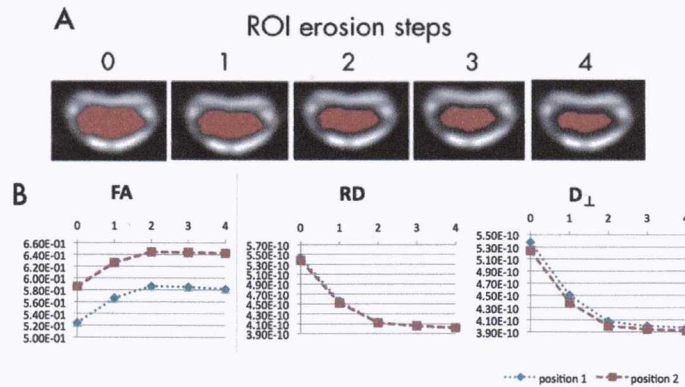 A
ROI erosion steps
0 1 2 3 4
B
FA
0 1 2 3 4
6.60E-01
6.40E-01
6.20E-01
6.00E-01
5.80E-01
5.60E-01
5.40E-01
5.20E-01
5.00E-01
RD
0 1 2 3 4
5.70E-10
5.50E-10
5.30E-10
5.10E-10
4.90E-10
4.70E-10
4.50E-10
4.30E-10
4.10E-10
3.90E-10
D⊥
0 1 2 3 4
5.50E-10
5.30E-10
5.10E-10
4.90E-10
4.70E-10
4.50E-10
4.30E-10
4.10E-10
3.90E-10
position 1 position 2